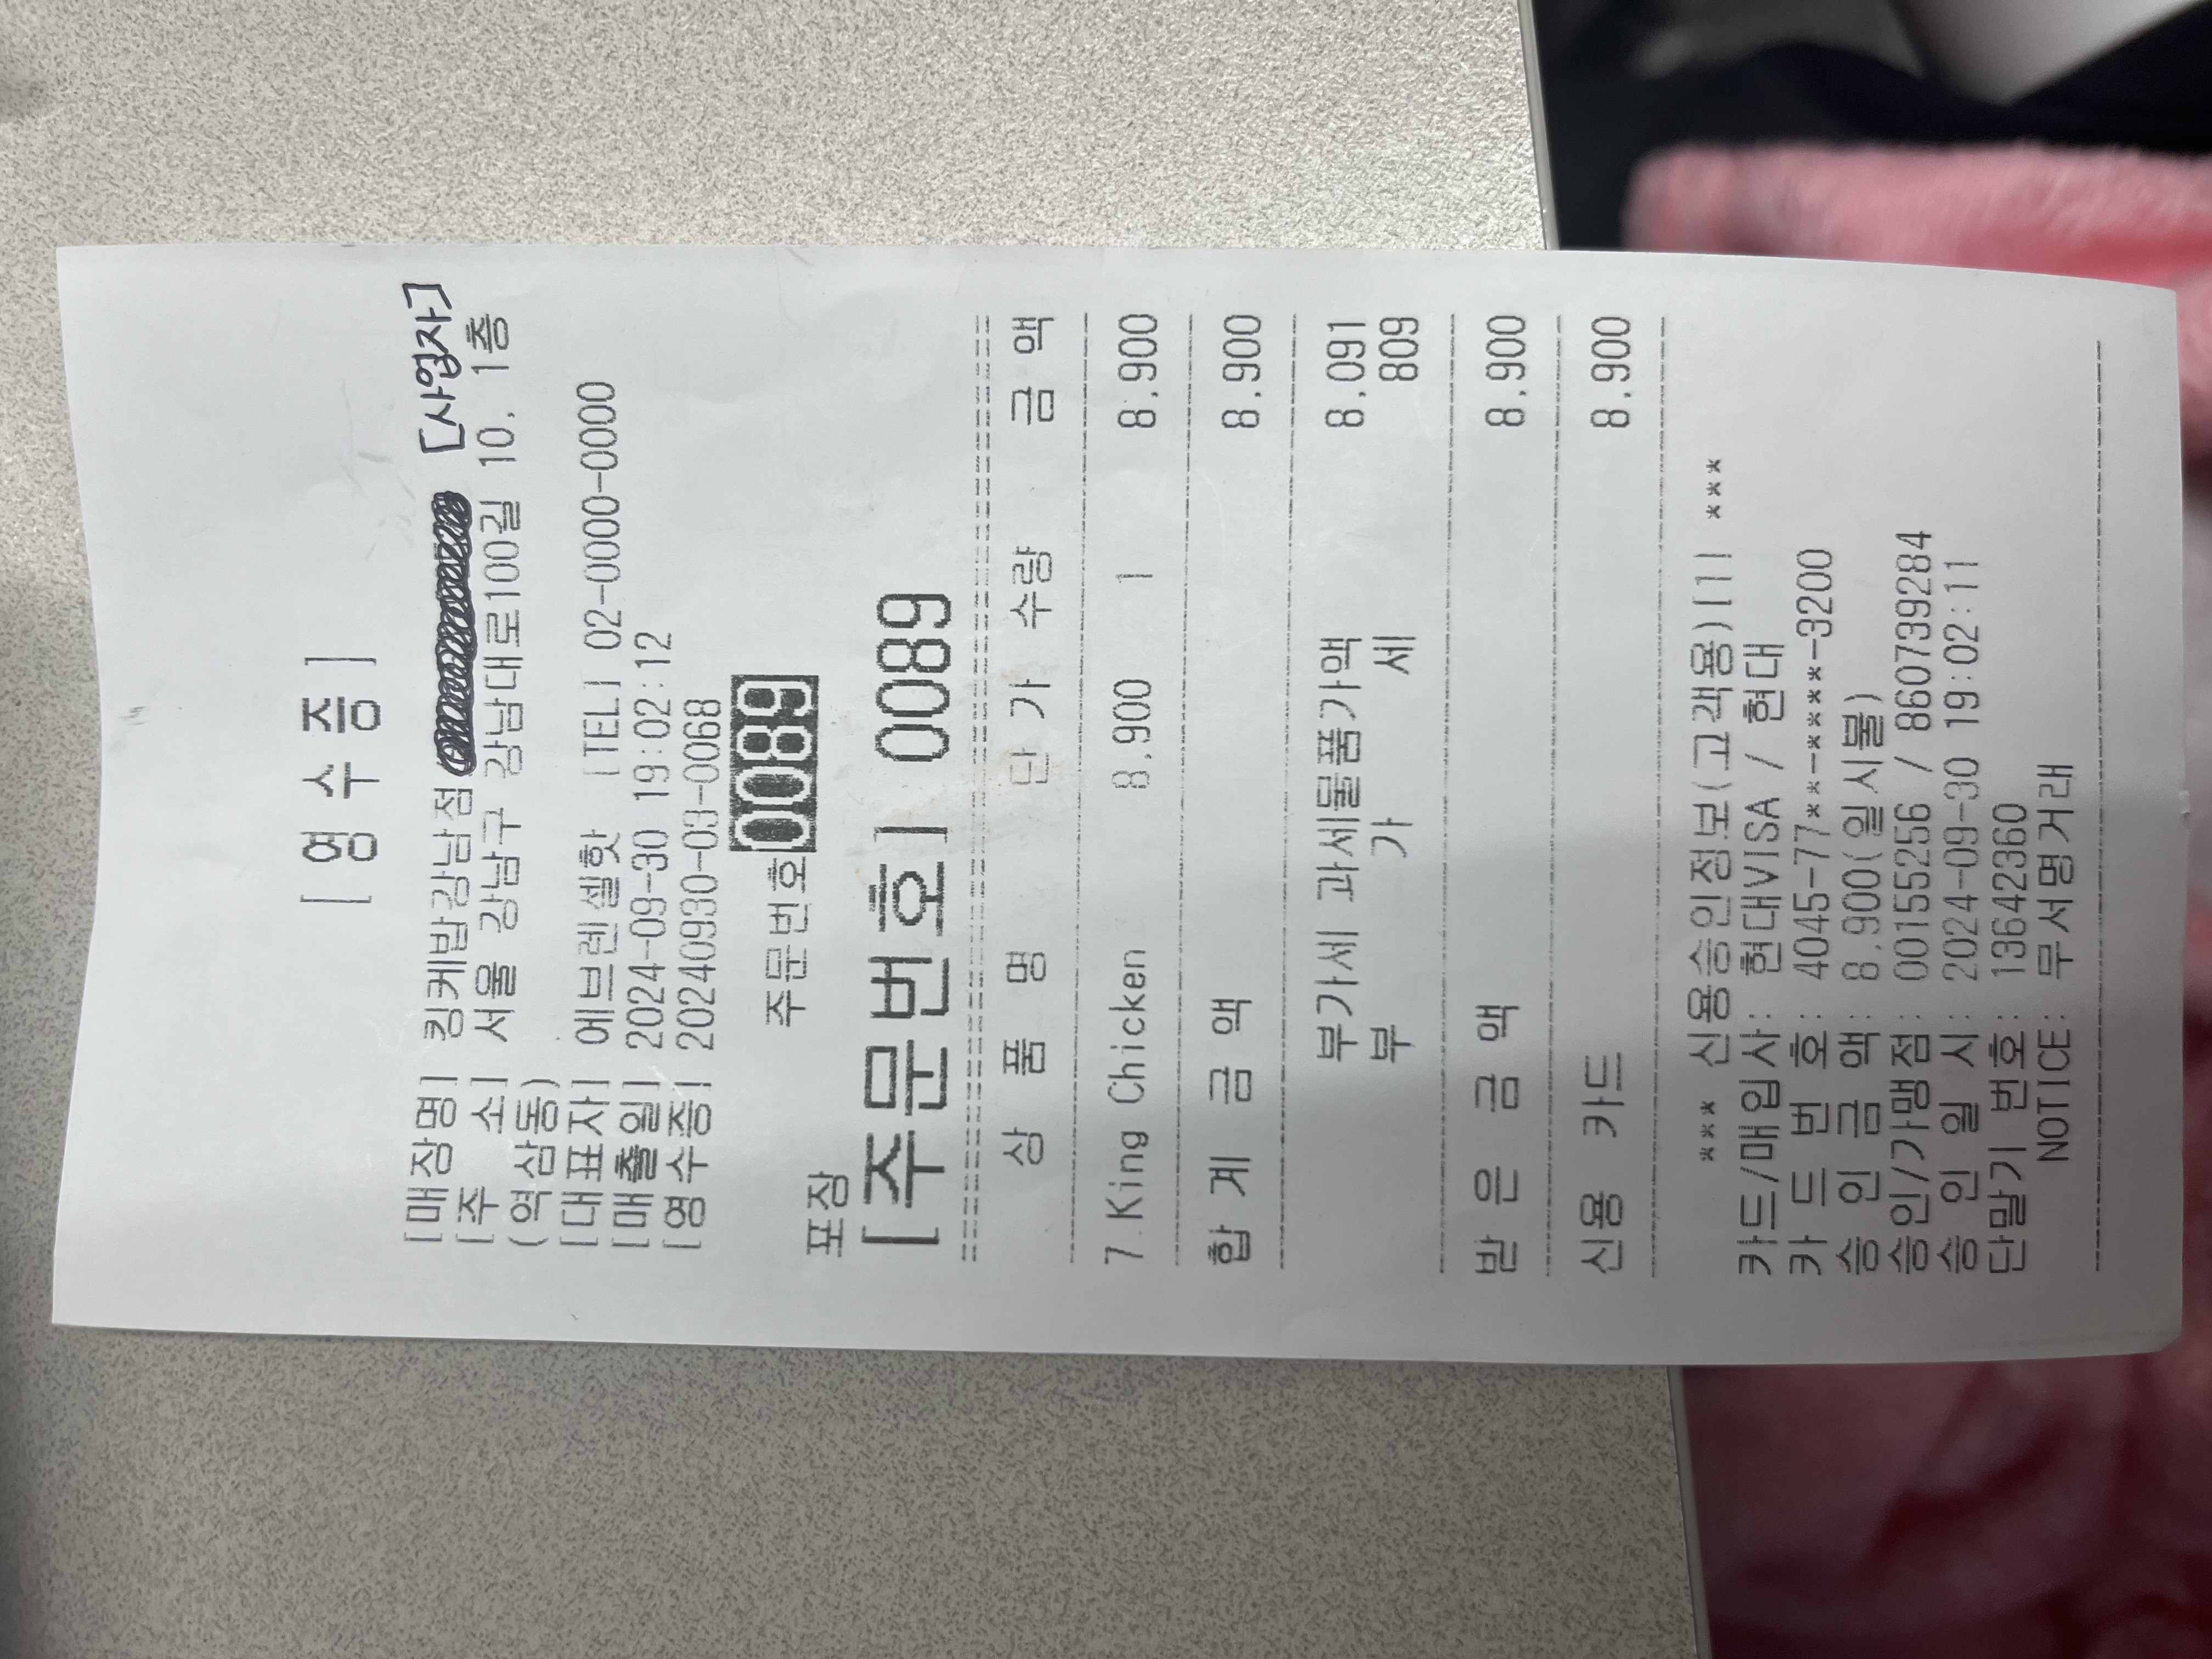 [영수증]
[매장명] 킹케밥강남점 [사업자]
[주 소] 서울 강남구 강남대로100길 10, 1층
(역삼동)
[대표자] 에브렌셀핫 [TEL] 02-0000-0000
[매출일] 2024-09-30 19:02:12
[영수증] 20240930-03-0068
주문번호0089
포장
[주문번호] 0089
상 품 명 단 가 수량 금 액
7.King Chicken 8,900 1 8,900
합 계 금 액 8,900
부가세 과세물품가액 8,091
부 가 세 809
받 은 금 액 8,900
신용 카드 8,900
*** 신용승인정보(고객용)[1] ***
카드/매입사: 현대VISA / 현대
카 드 번 호: 4045-77**-****-3200
승 인 금 액: 8,900(일시불)
승인/가맹점: 00155256 / 860739284
승 인 일 시: 2024-09-30 19:02:11
단말기 번호: 13642360
NOTICE: 무서명거래